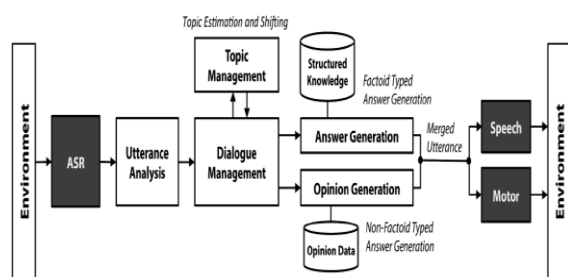 Topic Estimation and Shifting
Topic
Management
Structured
Knowledge
Factoid Typed
Answer Generation
Environment
ASR
Utterance
Analysis
Dialogue
Management
Answer Generation
Opinion Generation
Merged
Utterance
Speech
Motor
Environment
Opinion Data
Non-Factoid Typed
Answer Generation